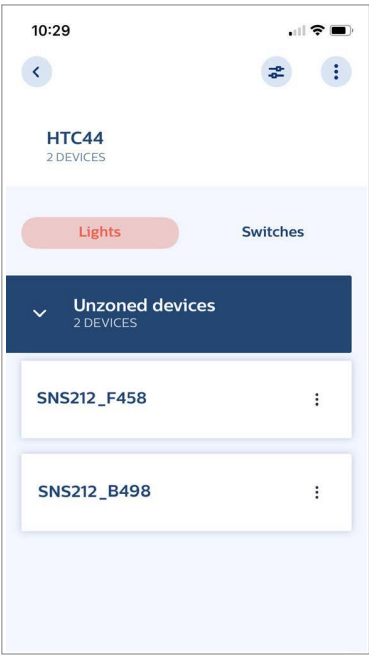 10:29
HTC44
2 DEVICES
Lights
Switches
Unzoned devices
2 DEVICES
SNS212_F458
SNS212_B498